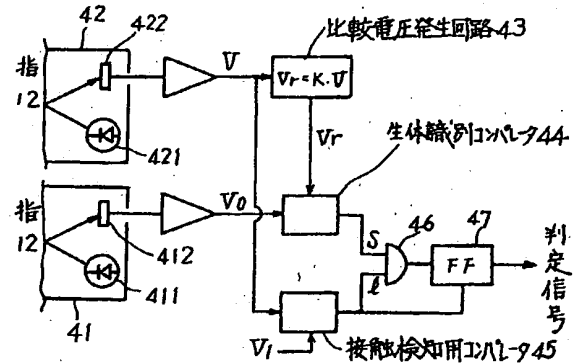 42
422
指
12
421
V
比較電圧発生回路43
Vr=K・V
Vr
生体識別コンパレータ44
指
12
412
411
41
V0
S
46
l
47
FF
判定信号
V1
接触検知用コンパレータ45